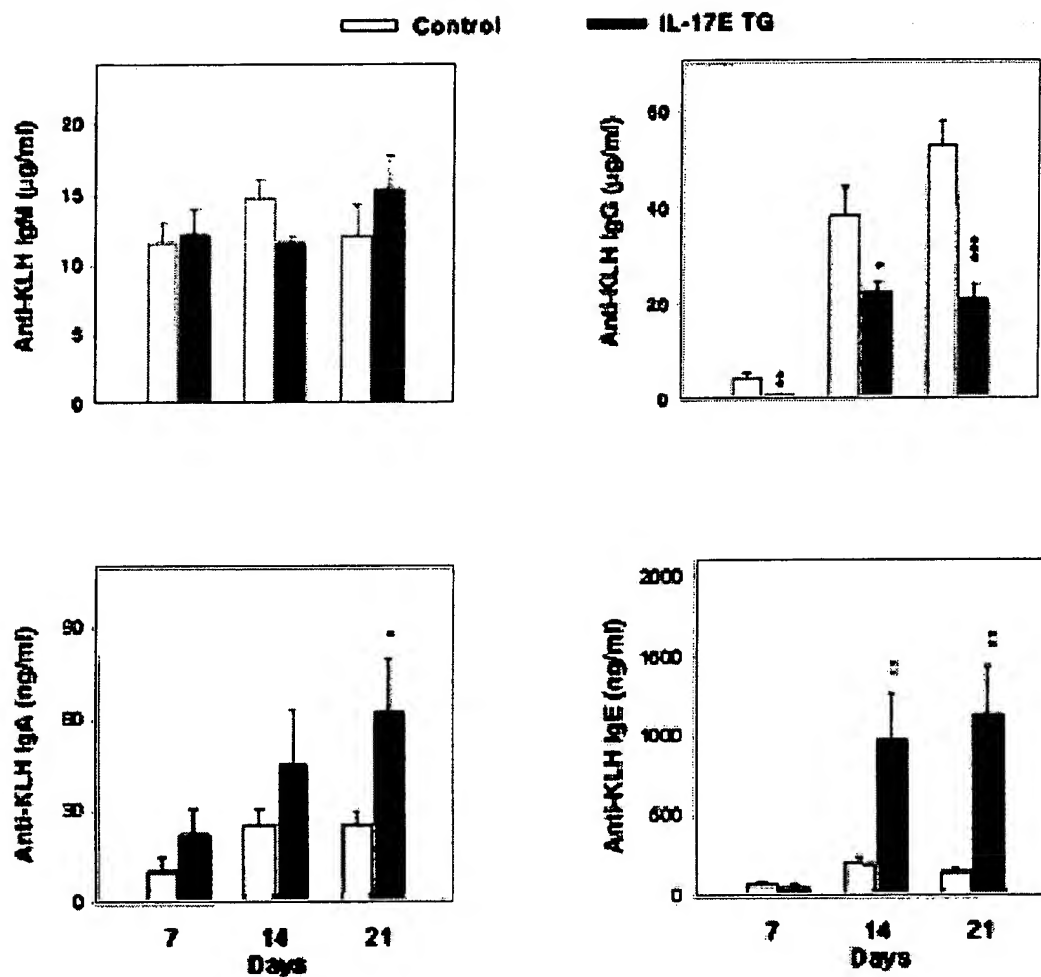 Control IL-17E TG
Anti-KLH IgM (µg/ml)
20
15
10
5
0
Anti-KLH IgG (µg/ml)
60
40
20
0
*
***
**
Anti-KLH IgA (ng/ml)
90
60
30
0
*
7 14 21
Days
Anti-KLH IgE (ng/ml)
2000
1500
1000
500
0
**
**
7 14 21
Days